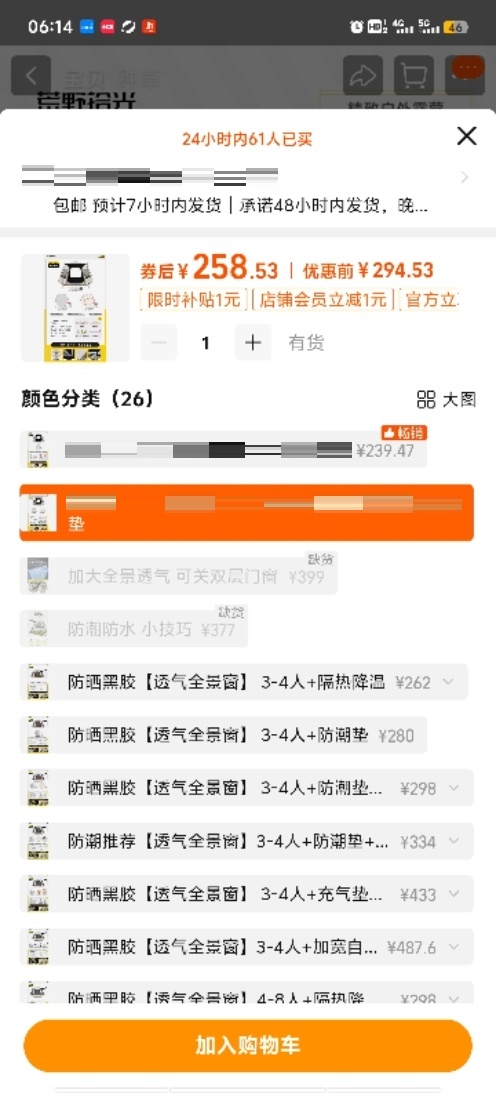 06:14
HD 4G 5G 46
荒野拾光
24小时内61人已买
包邮 预计7小时内发货 | 承诺48小时内发货，晚...
券后¥258.53 | 优惠前¥294.53
限时补贴1元 店铺会员立减1元 官方立
1 有货
颜色分类（26） 大图
畅销
¥239.47
垫
缺货
加大全景透气 可关双层门窗 ¥399
缺货
防潮防水 小技巧 ¥377
防晒黑胶【透气全景窗】 3-4人+隔热降温 ¥262
防晒黑胶【透气全景窗】 3-4人+防潮垫 ¥280
防晒黑胶【透气全景窗】 3-4人+防潮垫... ¥298
防潮推荐【透气全景窗】3-4人+防潮垫+... ¥334
防晒黑胶【透气全景窗】 3-4人+充气垫... ¥433
防晒黑胶【透气全景窗】3-4人+加宽自... ¥487.6
防晒黑胶【透气全景窗】4-8人+隔热降 ¥298
加入购物车